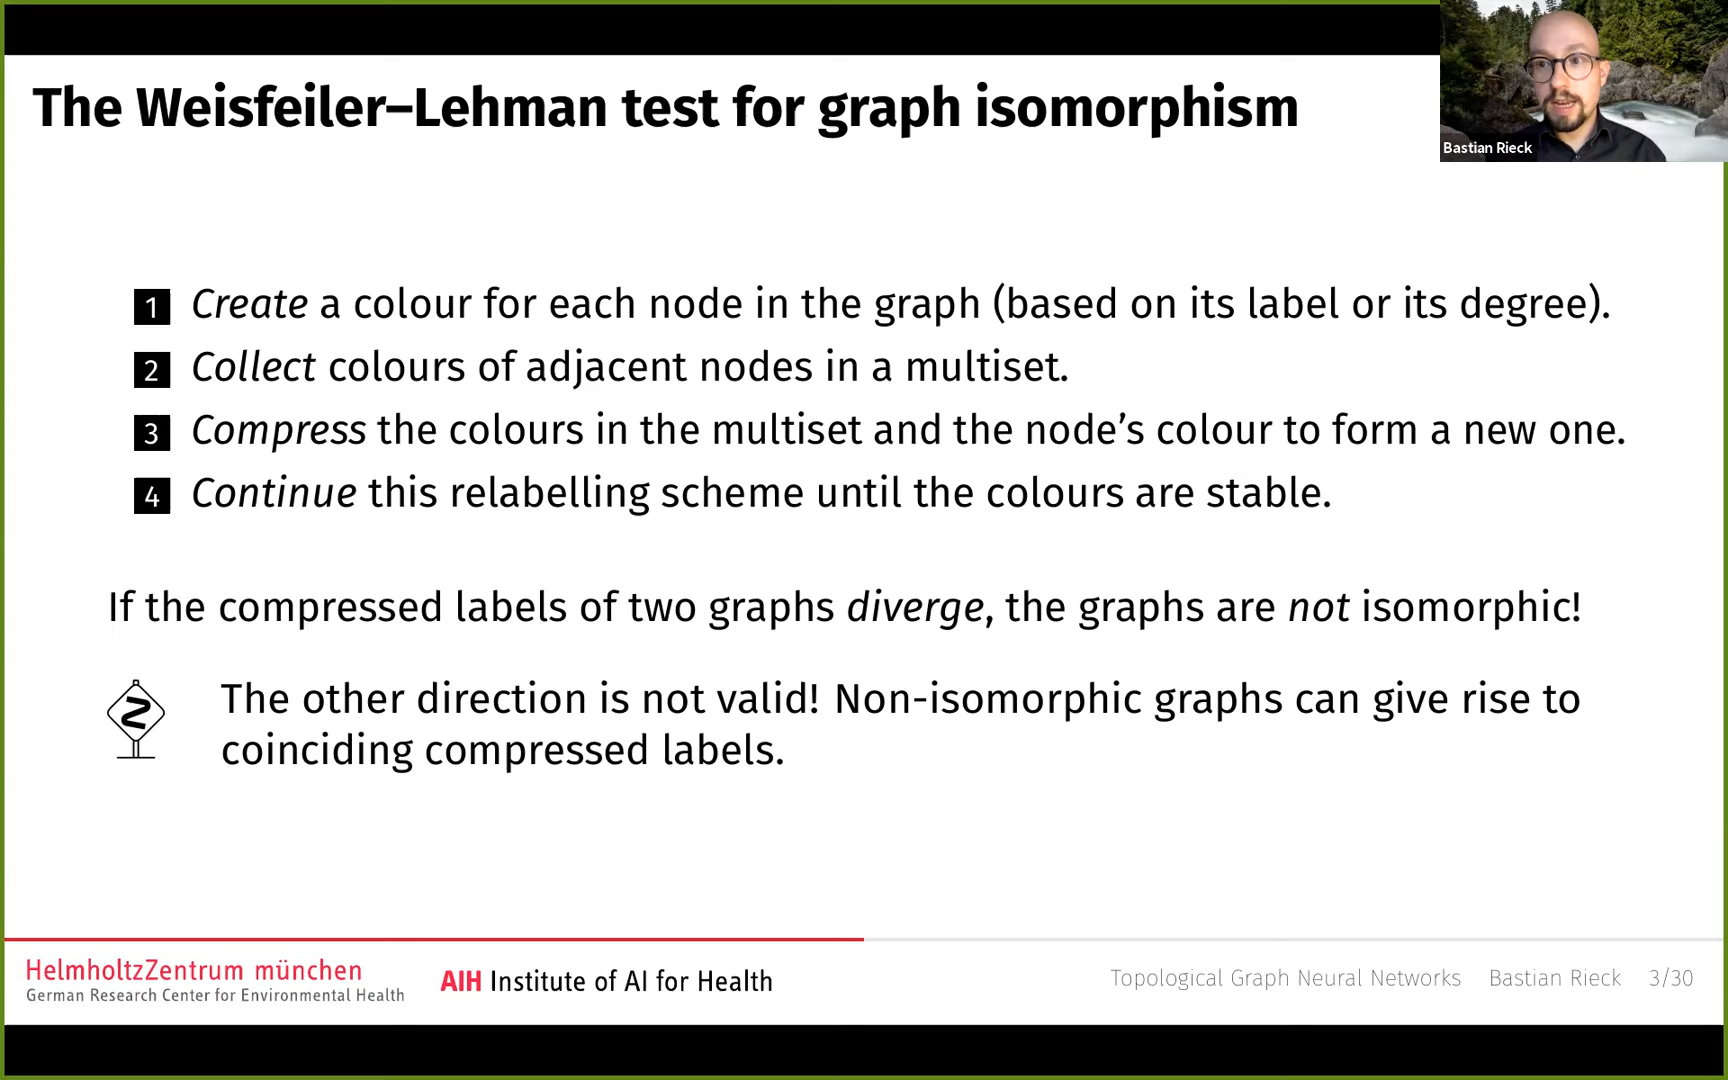 The Weisfeiler–Lehman test for graph isomorphism
Bastian Rieck
1 Create a colour for each node in the graph (based on its label or its degree).
2 Collect colours of adjacent nodes in a multiset.
3 Compress the colours in the multiset and the node’s colour to form a new one.
4 Continue this relabelling scheme until the colours are stable.
If the compressed labels of two graphs diverge, the graphs are not isomorphic!
The other direction is not valid! Non-isomorphic graphs can give rise to
coinciding compressed labels.
HelmholtzZentrum münchen
German Research Center for Environmental Health
AIH Institute of AI for Health
Topological Graph Neural Networks Bastian Rieck 3/30